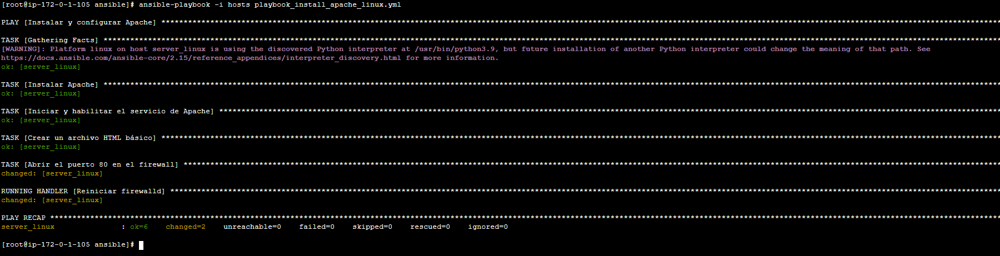 [root@ip-172-0-1-105 ansible]# ansible-playbook -i hosts playbook_install_apache_linux.yml
PLAY [Instalar y configurar Apache] ****************************************************************************************************************************************************************************************
TASK [Gathering Facts] *****************************************************************************************************************************************************************************************************
[WARNING]: Platform linux on host server_linux is using the discovered Python interpreter at /usr/bin/python3.9, but future installation of another Python interpreter could change the meaning of that path. See
https://docs.ansible.com/ansible-core/2.15/reference_appendices/interpreter_discovery.html for more information.
ok: [server_linux]
TASK [Instalar Apache] *****************************************************************************************************************************************************************************************************
ok: [server_linux]
TASK [Iniciar y habilitar el servicio de Apache] ***************************************************************************************************************************************************************************
ok: [server_linux]
TASK [Crear un archivo HTML básico] ****************************************************************************************************************************************************************************************
ok: [server_linux]
TASK [Abrir el puerto 80 en el firewall] ***********************************************************************************************************************************************************************************
changed: [server_linux]
RUNNING HANDLER [Reiniciar firewalld] **************************************************************************************************************************************************************************************
changed: [server_linux]
PLAY RECAP *****************************************************************************************************************************************************************************************************************
server_linux : ok=6 changed=2 unreachable=0 failed=0 skipped=0 rescued=0 ignored=0
[root@ip-172-0-1-105 ansible]#